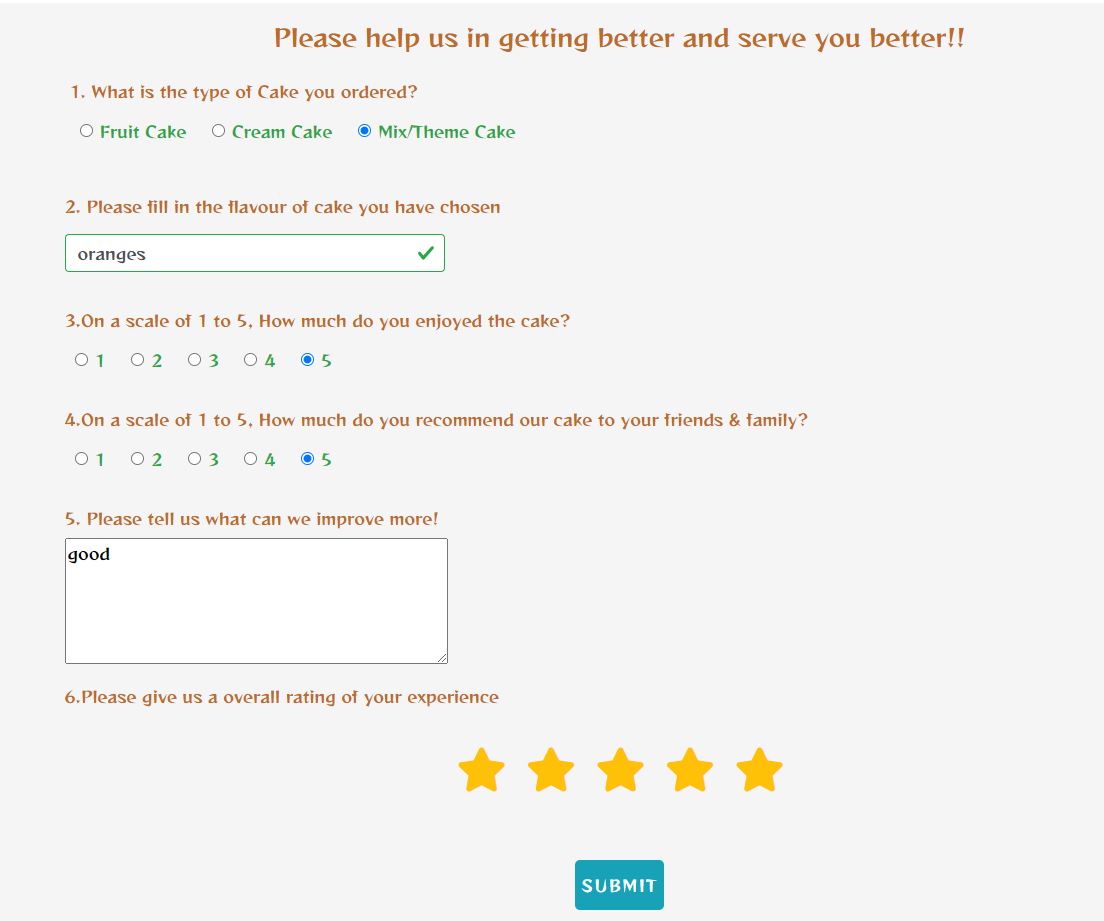 Please help us in getting better and serve you better!!
1. What is the type of Cake you ordered?
Fruit Cake Cream Cake Mix/Theme Cake
2. Please fill in the flavour of cake you have chosen
oranges
3.On a scale of 1 to 5, How much do you enjoyed the cake?
1 2 3 4 5
4.On a scale of 1 to 5, How much do you recommend our cake to your friends & family?
1 2 3 4 5
5. Please tell us what can we improve more!
good
6.Please give us a overall rating of your experience
SUBMIT